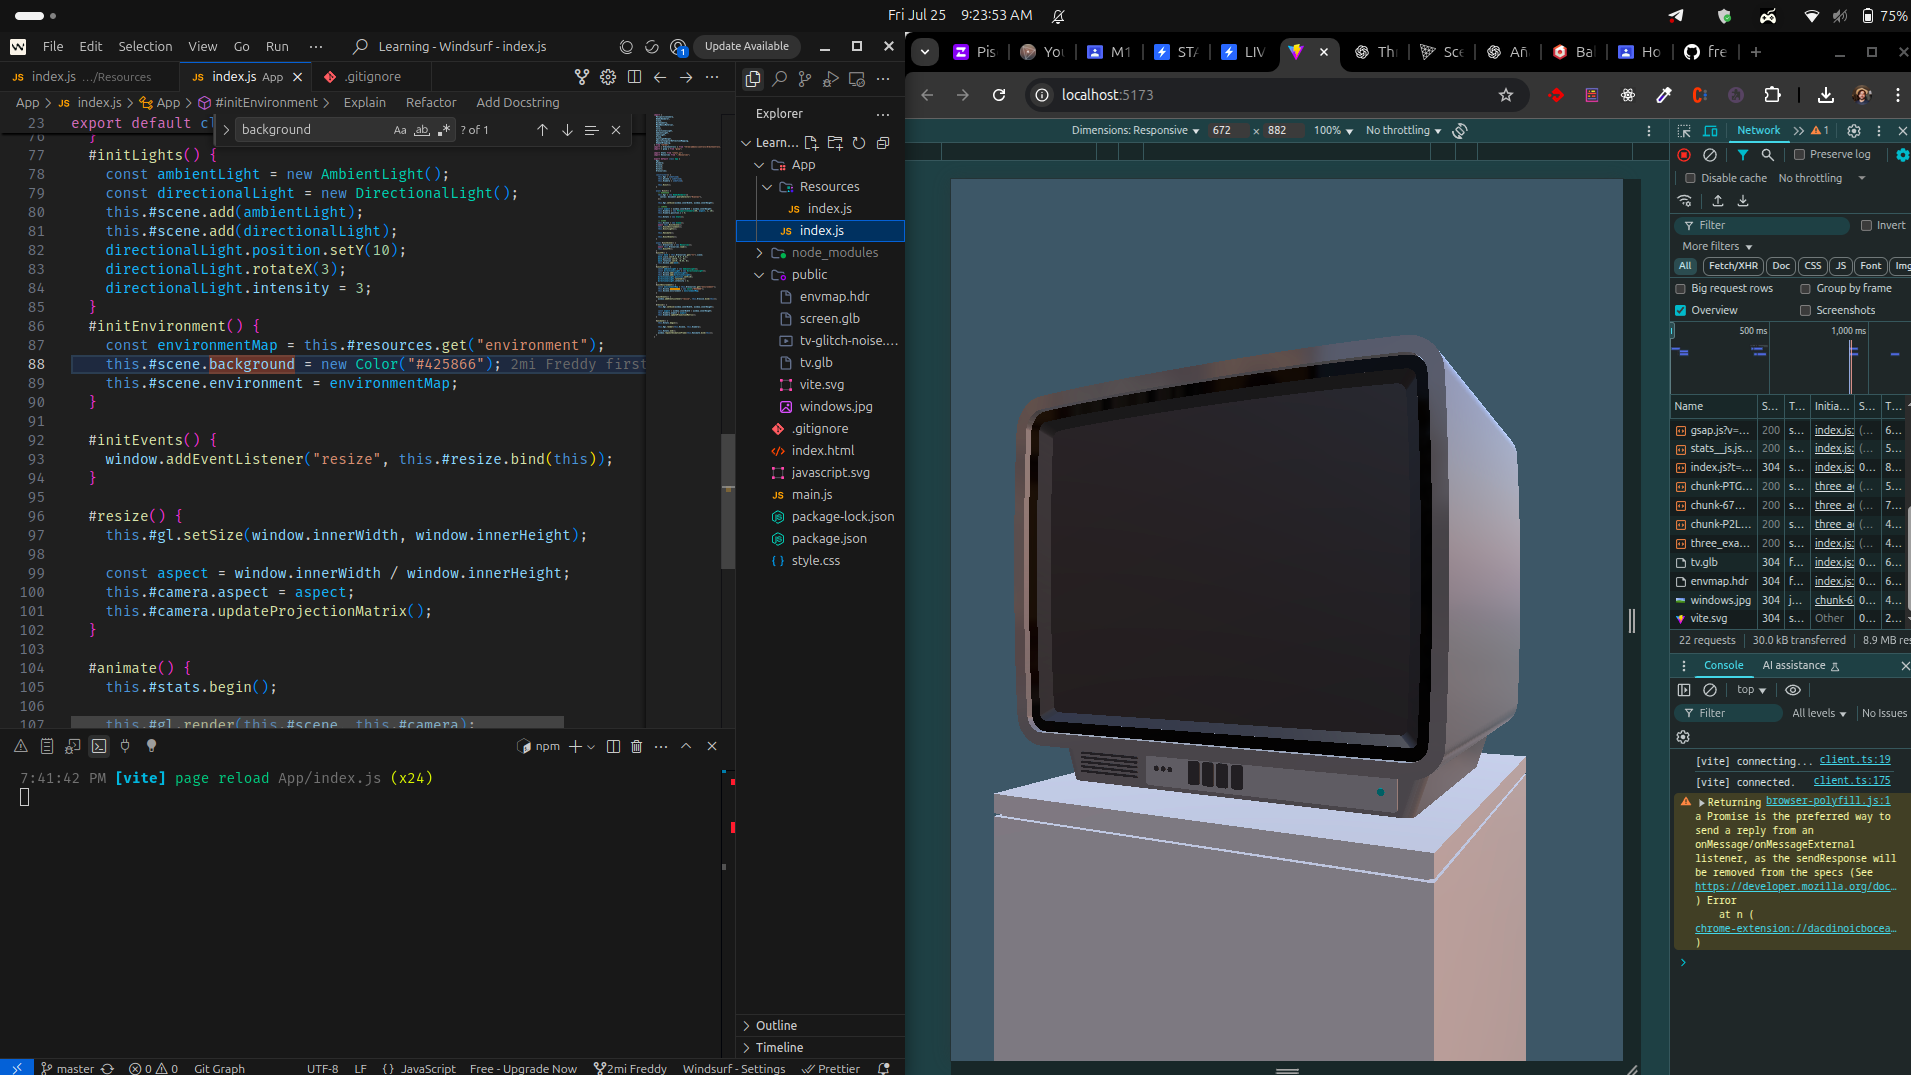 Fri Jul 25 9:23:53 AM
75%
File Edit Selection View Go Run ···
Learning - Windsurf - index.js
1
Update Available
JS index.js .../Resources
JS index.js App
.gitignore
App > JS index.js > App > #initEnvironment > Explain Refactor Add Docstring
background
Aa ab .* ? of 1
23 export default cl
76 }
77 #initLights() {
78 const ambientLight = new AmbientLight();
79 const directionalLight = new DirectionalLight();
80 this.#scene.add(ambientLight);
81 this.#scene.add(directionalLight);
82 directionalLight.position.setY(10);
83 directionalLight.rotateX(3);
84 directionalLight.intensity = 3;
85 }
86 #initEnvironment() {
87 const environmentMap = this.#resources.get("environment");
88 this.#scene.background = new Color("#425866"); 2mi Freddy first
89 this.#scene.environment = environmentMap;
90 }
91
92 #initEvents() {
93 window.addEventListener("resize", this.#resize.bind(this));
94 }
95
96 #resize() {
97 this.#gl.setSize(window.innerWidth, window.innerHeight);
98
99 const aspect = window.innerWidth / window.innerHeight;
100 this.#camera.aspect = aspect;
101 this.#camera.updateProjectionMatrix();
102 }
103
104 #animate() {
105 this.#stats.begin();
106
107 this.#gl.render(this.#scene, this.#camera);
npm
7:41:42 PM [vite] page reload App/index.js (x24)
Explorer
Learn...
App
Resources
JS index.js
JS index.js
node_modules
public
envmap.hdr
screen.glb
tv-glitch-noise....
tv.glb
vite.svg
windows.jpg
.gitignore
index.html
javascript.svg
JS main.js
package-lock.json
package.json
style.css
Outline
Timeline
master 0 0 Git Graph UTF-8 LF {} JavaScript Free - Upgrade Now 2mi Freddy Windsurf - Settings Prettier
Pis You M1 STA LIV Thr Sce Añ Bal Ho fre
localhost:5173
Dimensions: Responsive 672 × 882 100% No throttling
Network 1
Preserve log
Disable cache No throttling
Filter Invert
More filters
All Fetch/XHR Doc CSS JS Font Img
Big request rows Group by frame
Overview Screenshots
500 ms 1,000 ms
Name S... T... Initia... S... T...
gsap.js?v=... 200 s... index.js: (... 6...
stats__js.js... 200 s... index.js: (... 5...
index.js?t=... 304 s... index.js: 0... 8...
chunk-PTG... 200 s... three_a (... 5...
chunk-67... 200 s... three_a (... 7...
chunk-P2L... 200 s... three_a (... 4...
three_exa... 200 s... index.js: (... 4...
tv.glb 304 f... index.js: 0... 6...
envmap.hdr 304 f... index.js: 0... 6...
windows.jpg 304 j... chunk-6 0... 4...
vite.svg 304 s... Other 0... 2...
22 requests 30.0 kB transferred 8.9 MB res
Console AI assistance
top
Filter All levels No Issues
[vite] connecting... client.ts:19
[vite] connected. client.ts:175
Returning browser-polyfill.js:1
a Promise is the preferred way to
send a reply from an
onMessage/onMessageExternal
listener, as the sendResponse will
be removed from the specs (See
https://developer.mozilla.org/doc...
) Error
at n (
chrome-extension://dacdinoicbocea...
)